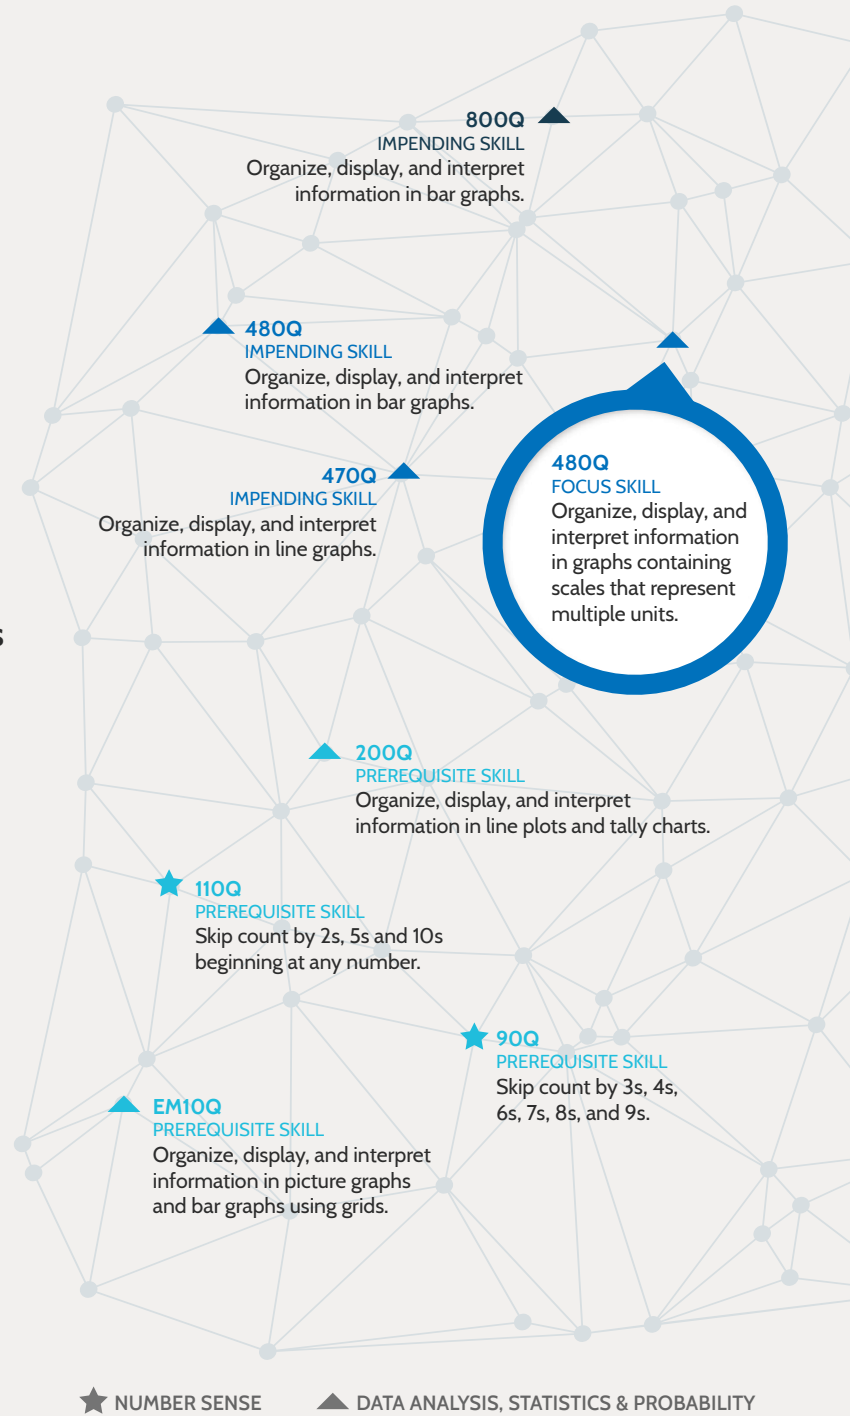 800Q
IMPENDING SKILL
Organize, display, and interpret
information in bar graphs.
480Q
IMPENDING SKILL
Organize, display, and interpret
information in bar graphs.
470Q
IMPENDING SKILL
Organize, display, and interpret
information in line graphs.
480Q
FOCUS SKILL
Organize, display, and
interpret information
in graphs containing
scales that represent
multiple units.
s
200Q
PREREQUISITE SKILL
Organize, display, and interpret
information in line plots and tally charts.
110Q
PREREQUISITE SKILL
Skip count by 2s, 5s and 10s
beginning at any number.
90Q
PREREQUISITE SKILL
Skip count by 3s, 4s,
6s, 7s, 8s, and 9s.
EM10Q
PREREQUISITE SKILL
Organize, display, and interpret
information in picture graphs
and bar graphs using grids.
NUMBER SENSE
DATA ANALYSIS, STATISTICS & PROBABILITY